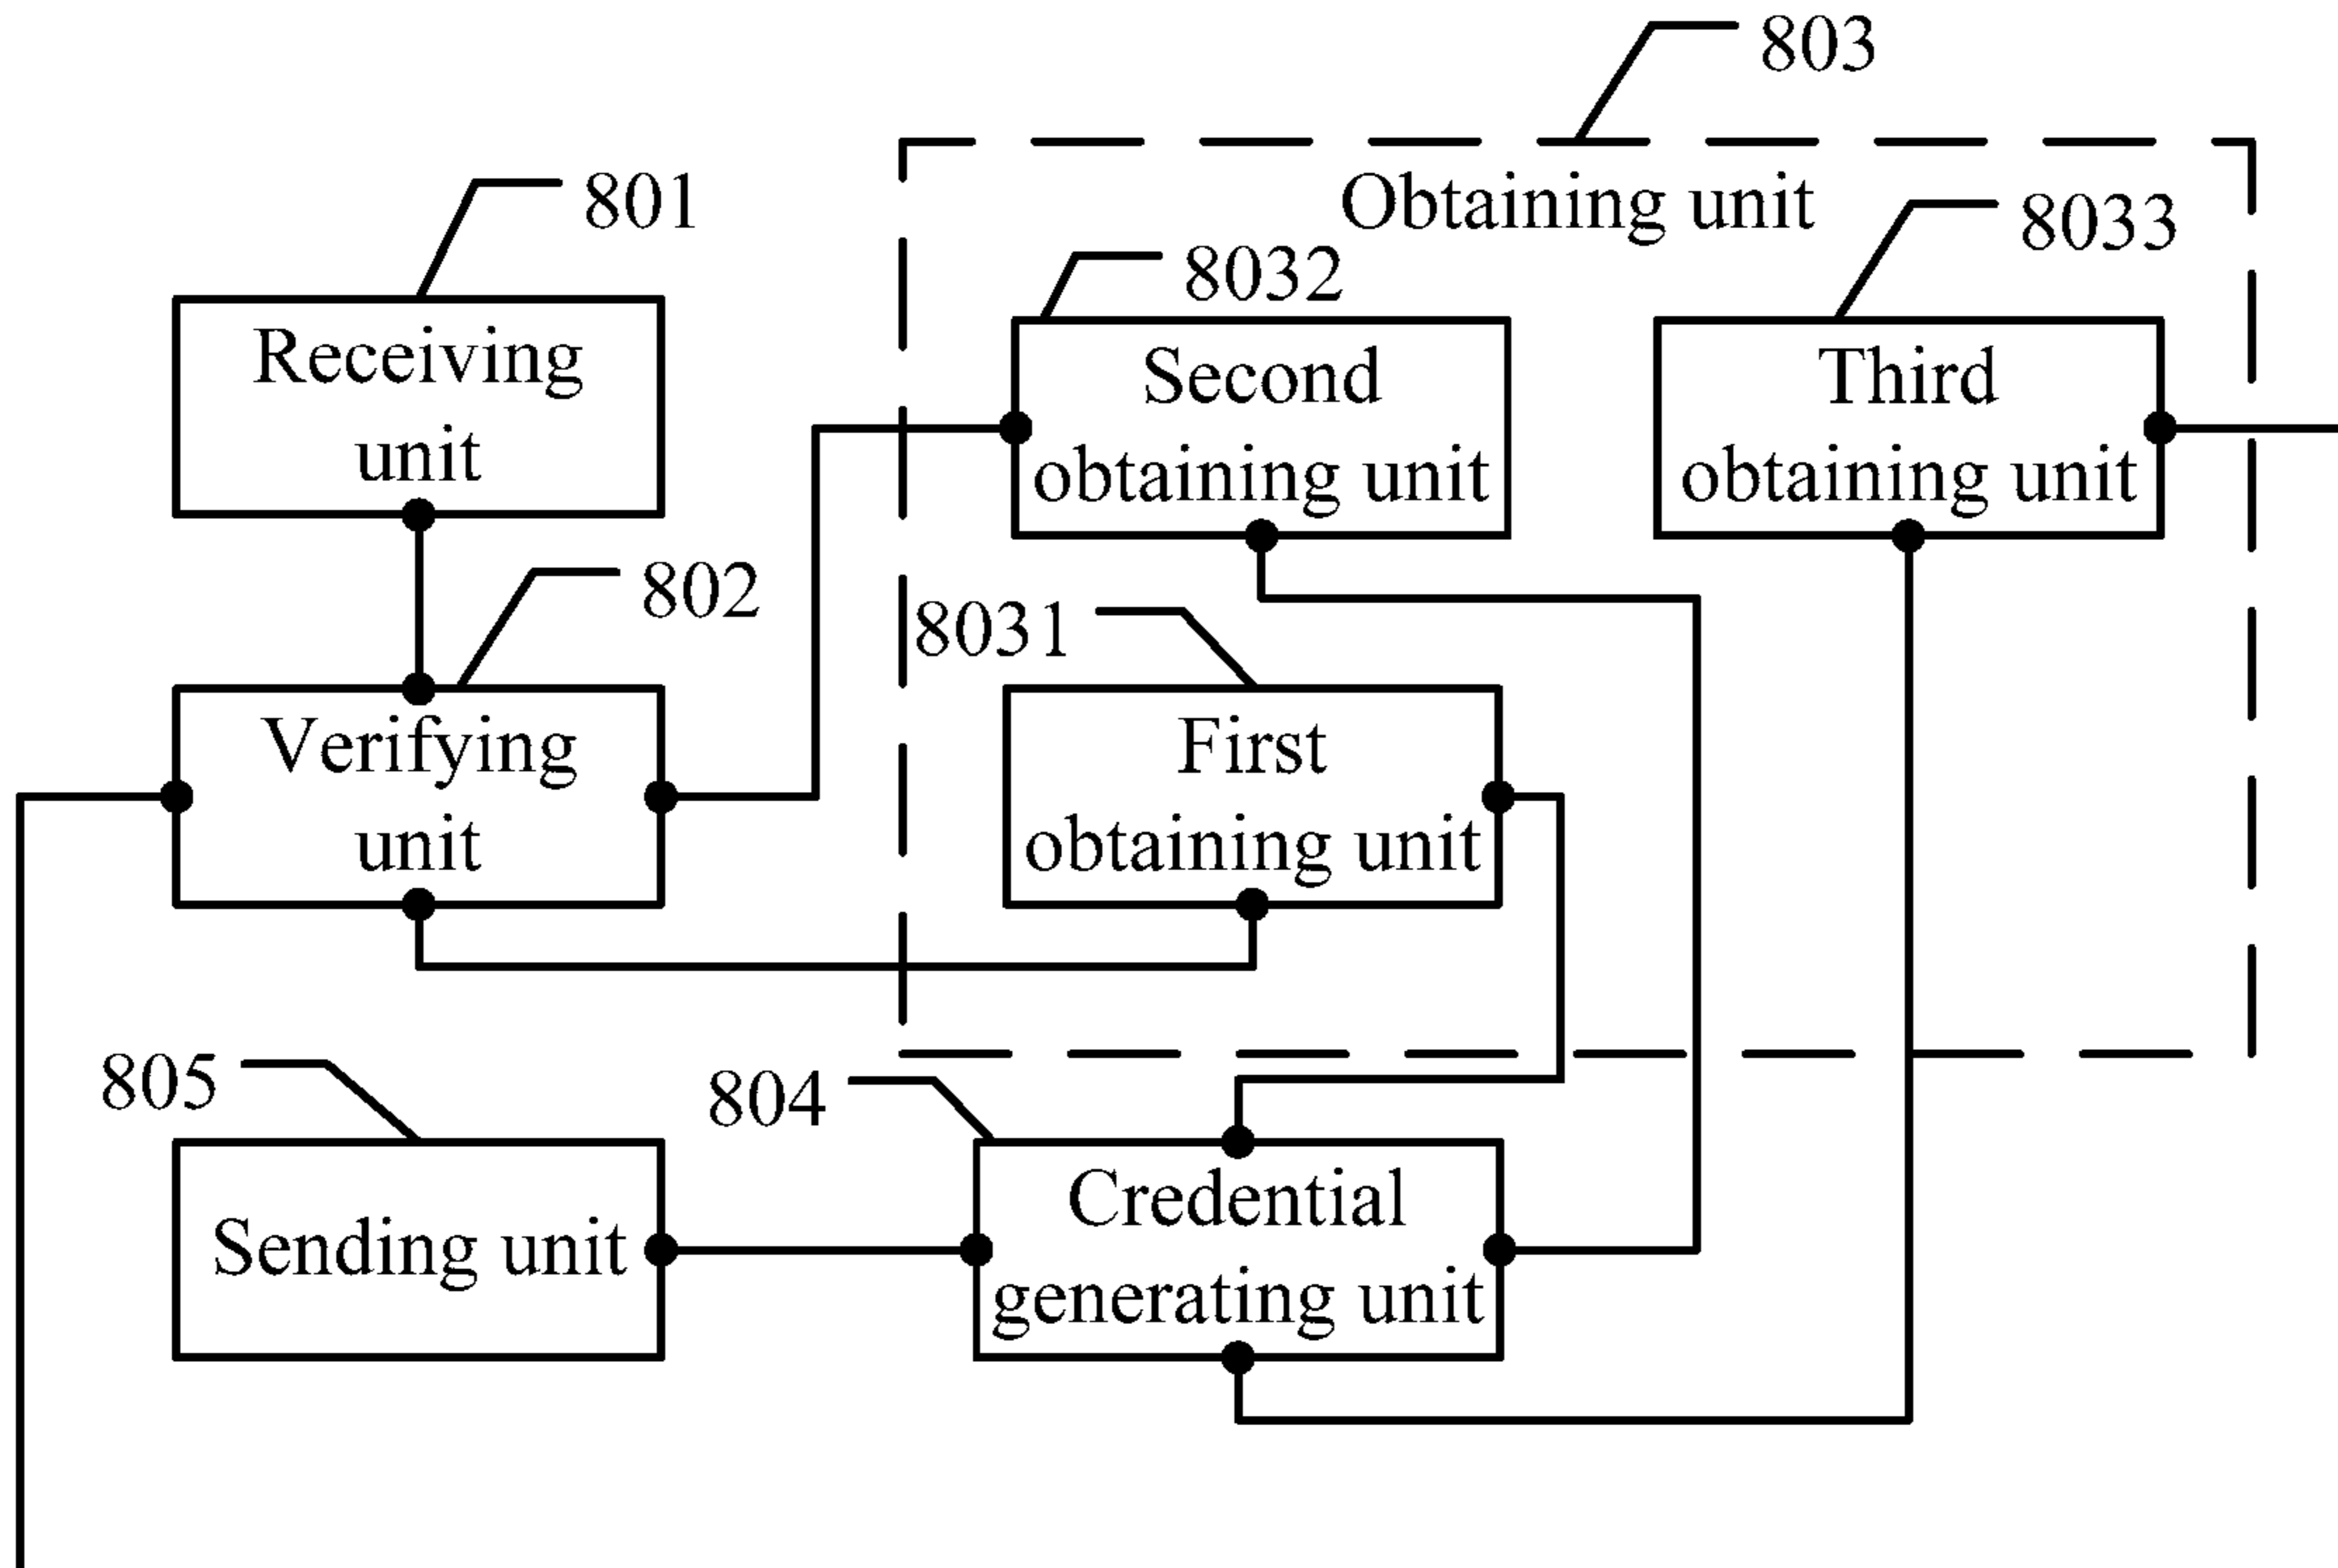 803
Obtaining unit
801
8033
8032
Receiving
unit
Second
obtaining unit
Third
obtaining unit
802
8031
Verifying
unit
First
obtaining unit
805
804
Sending unit
Credential
generating unit